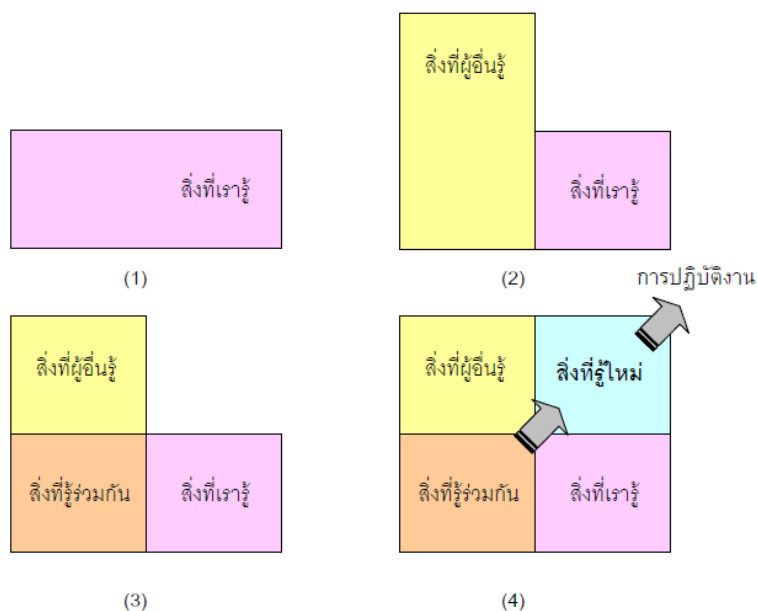 สิ่งที่เรารู้
(1)
สิ่งที่ผู้อื่นรู้
สิ่งที่เรารู้
(2)
การปฏิบัติงาน
สิ่งที่ผู้อื่นรู้
สิ่งที่รู้ร่วมกัน
สิ่งที่เรารู้
(3)
สิ่งที่ผู้อื่นรู้
สิ่งที่รู้ใหม่
สิ่งที่รู้ร่วมกัน
สิ่งที่เรารู้
(4)